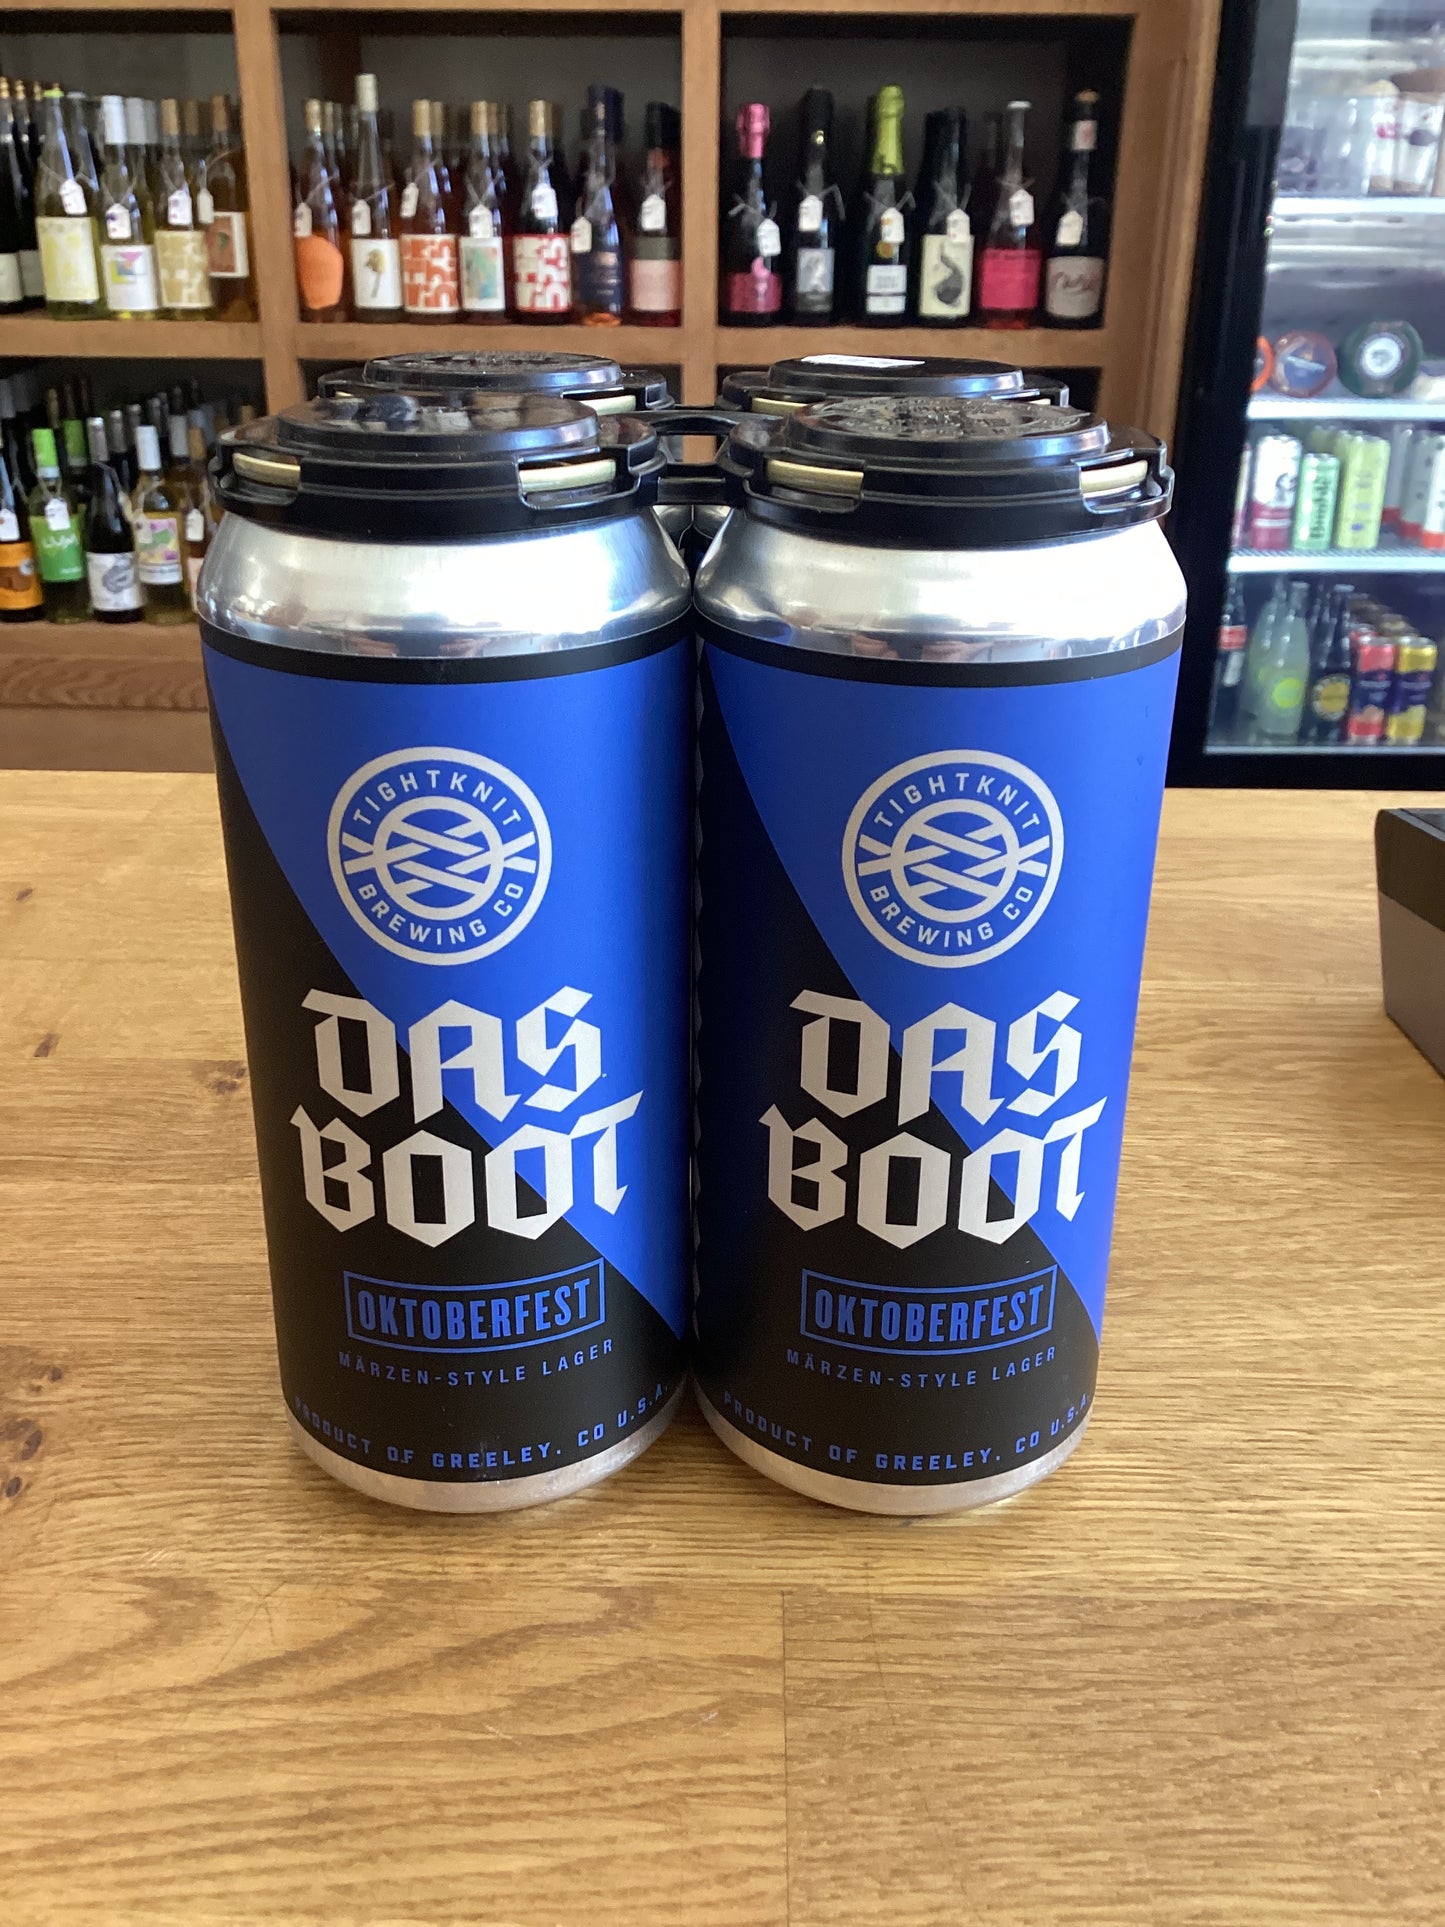 TIGHTKNIT
BREWING CO
DAS
BOOT
OKTOBERFEST
MÄRZEN-STYLE LAGER
PRODUCT OF GREELEY, CO U.S.A.
TIGHTKNIT
BREWING CO
DAS
BOOT
OKTOBERFEST
MÄRZEN-STYLE LAGER
PRODUCT OF GREELEY, CO U.S.A.